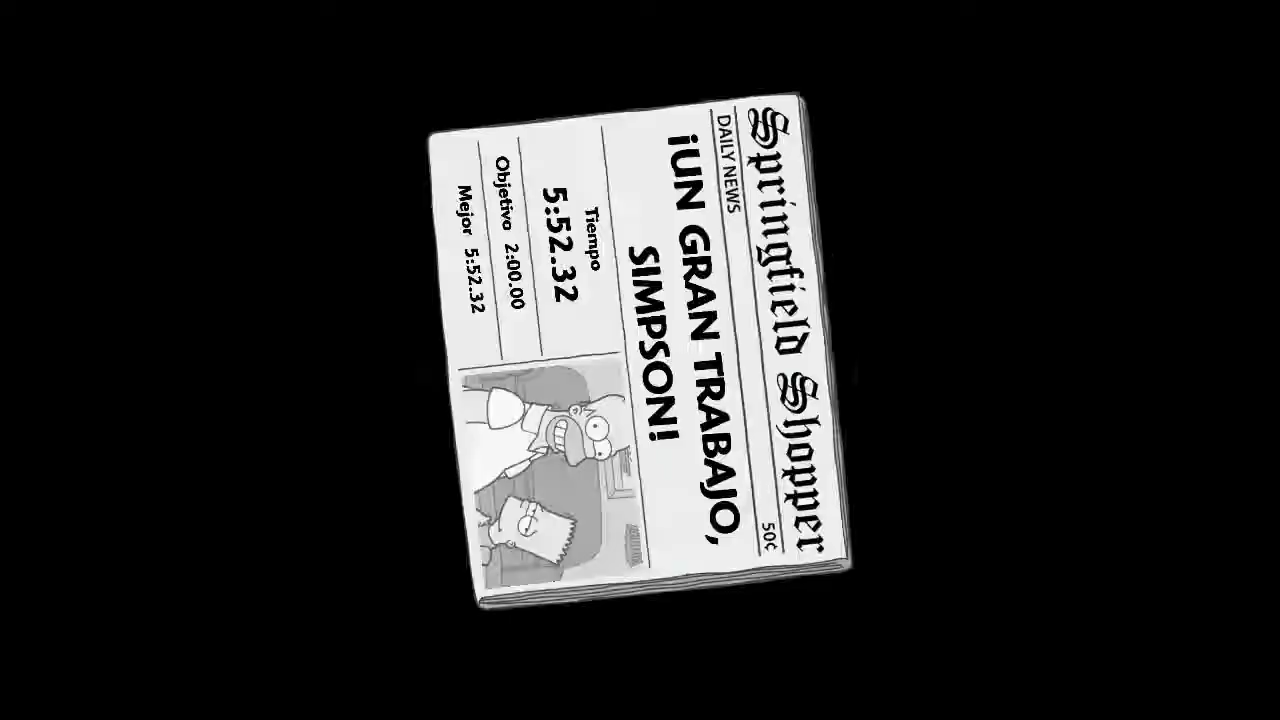 Springfield Shopper
DAILY NEWS 50¢
¡UN GRAN TRABAJO,
SIMPSON!
Tiempo
5:52.32
Objetivo 2:00.00
Mejor 5:52.32